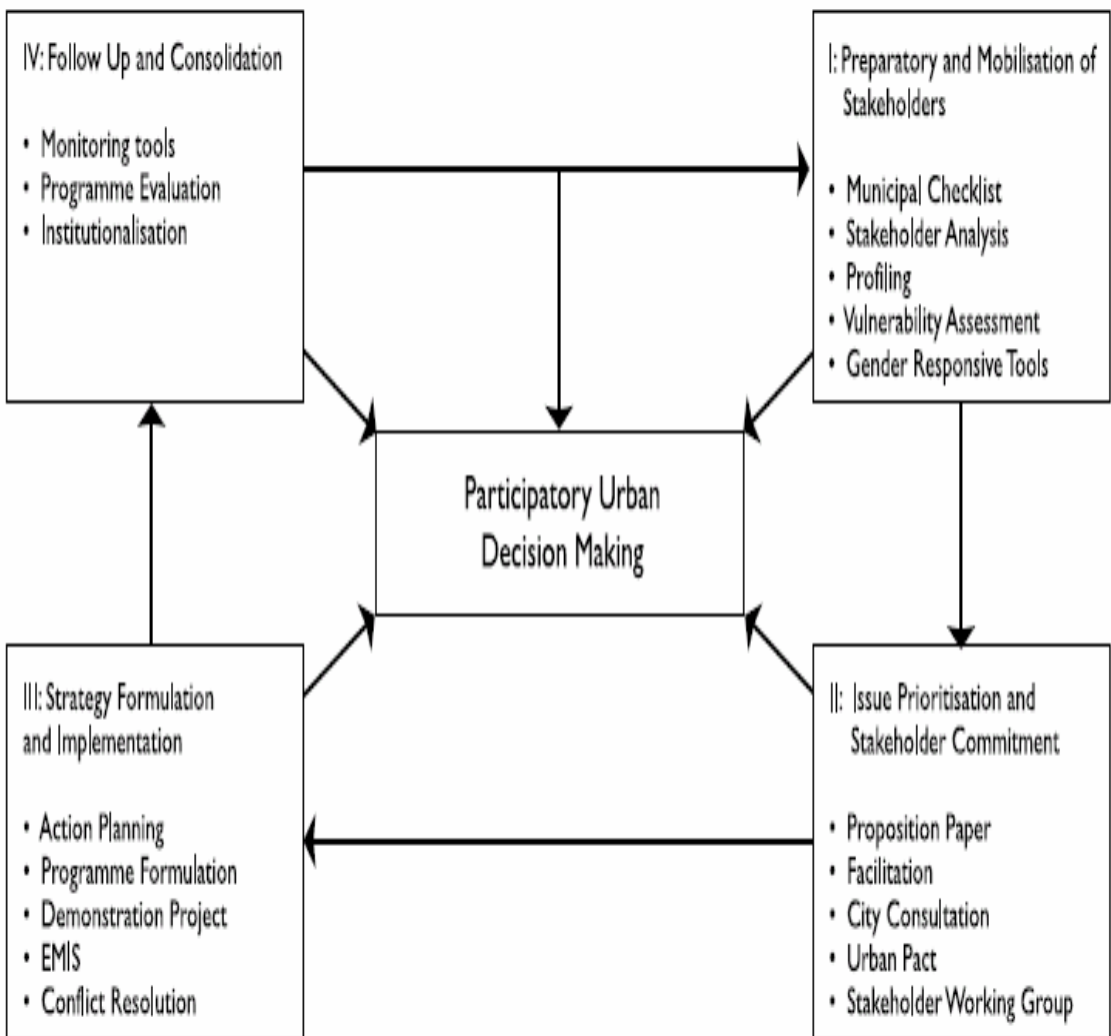 IV: Follow Up and Consolidation
• Monitoring tools
• Programme Evaluation
• Institutionalisation
I: Preparatory and Mobilisation of
Stakeholders
• Municipal Checklist
• Stakeholder Analysis
• Profiling
• Vulnerability Assessment
• Gender Responsive Tools
Participatory Urban
Decision Making
III: Strategy Formulation
and Implementation
• Action Planning
• Programme Formulation
• Demonstration Project
• EMIS
• Conflict Resolution
II: Issue Prioritisation and
Stakeholder Commitment
• Proposition Paper
• Facilitation
• City Consultation
• Urban Pact
• Stakeholder Working Group